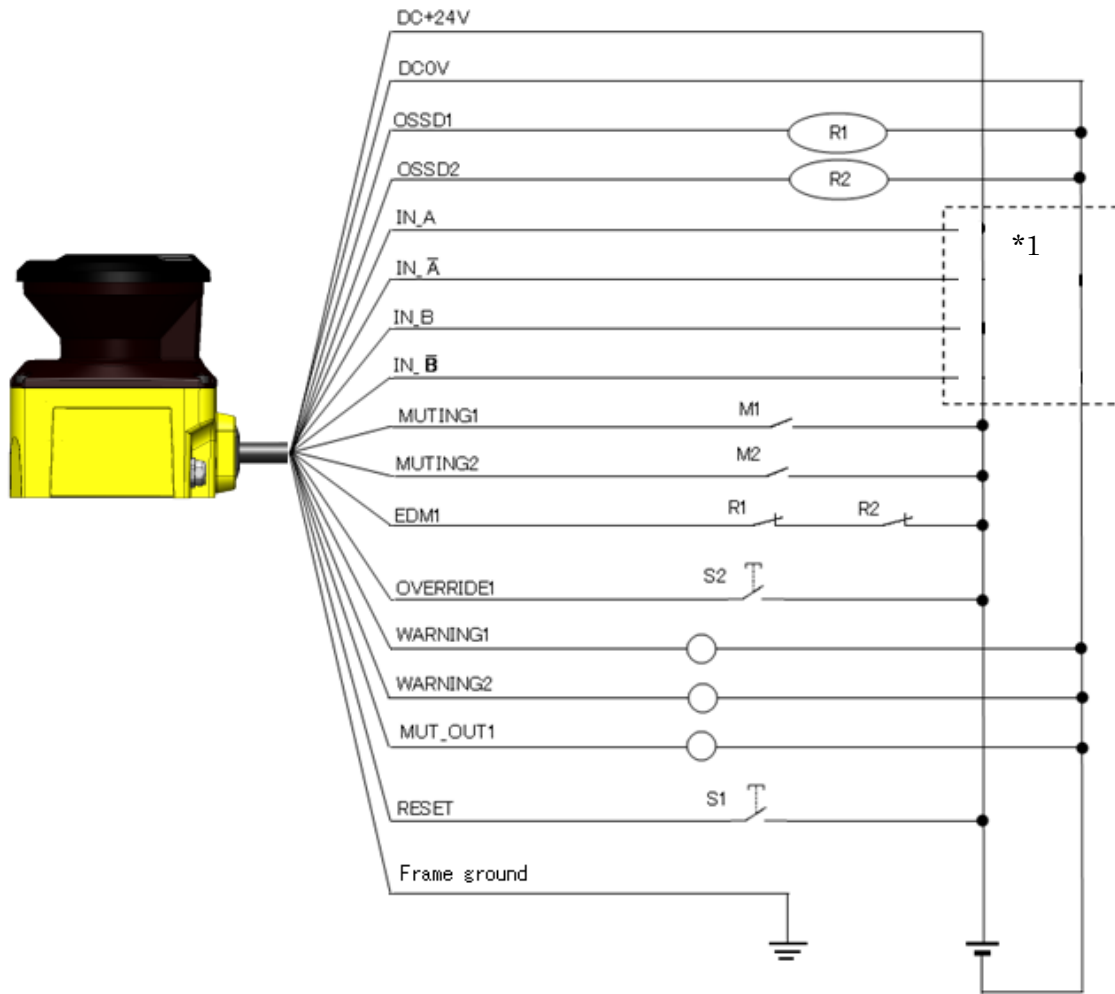 DC+24V
DC0V
OSSD1
R1
OSSD2
R2
IN_A
*1
IN_A̅
IN_B
IN_B̅
MUTING1
M1
MUTING2
M2
EDM1
R1
R2
OVERRIDE1
S2
WARNING1
WARNING2
MUT_OUT1
RESET
S1
Frame ground